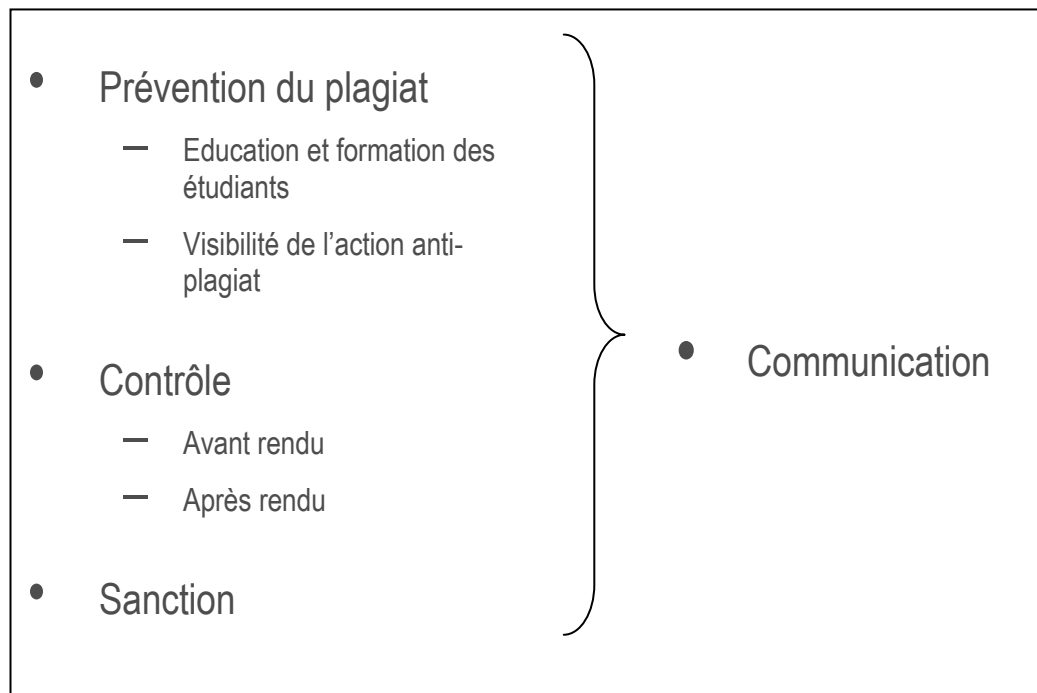 • Prévention du plagiat
— Education et formation des
étudiants
— Visibilité de l’action anti-
plagiat
• Contrôle
— Avant rendu
— Après rendu
• Sanction
• Communication